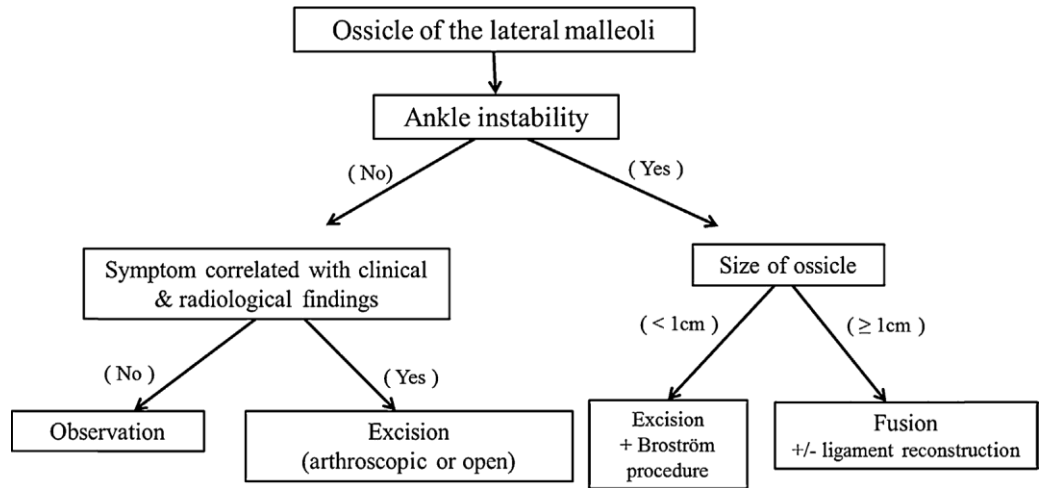 Ossicle of the lateral malleoli
Ankle instability
( No)
( Yes )
Symptom correlated with clinical
& radiological findings
Size of ossicle
( No )
( Yes )
( < 1cm )
( ≥ 1cm )
Observation
Excision
(arthroscopic or open)
Excision
+ Broström
procedure
Fusion
+/- ligament reconstruction